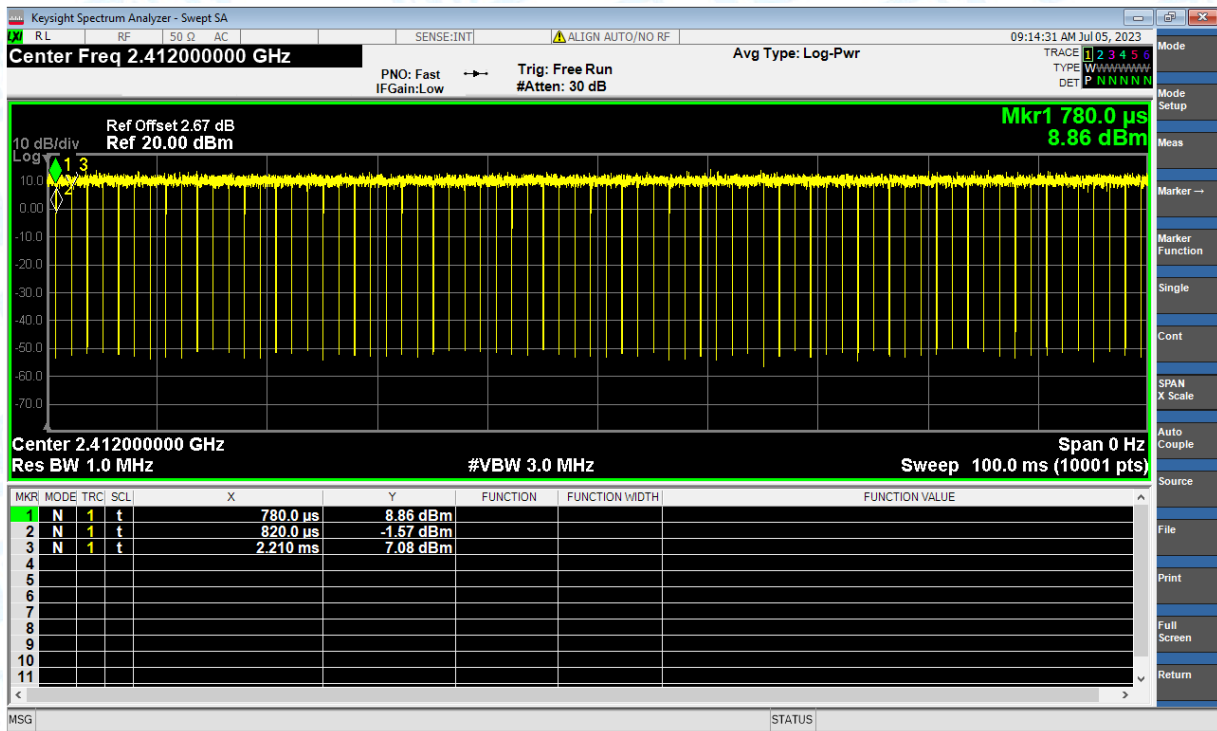 Keysight Spectrum Analyzer - Swept SA
LXI RL RF 50 Ω AC SENSE:INT ALIGN AUTO/NO RF 09:14:31 AM Jul 05, 2023
Center Freq 2.412000000 GHz
PNO: Fast
IFGain:Low
Trig: Free Run
#Atten: 30 dB
Avg Type: Log-Pwr
TRACE 1 2 3 4 5 6
TYPE WWWWWW
DET P N N N N N
Ref Offset 2.67 dB
10 dB/div Ref 20.00 dBm
Log
Mkr1 780.0 µs
8.86 dBm
1 3
2
10.0
0.00
-10.0
-20.0
-30.0
-40.0
-50.0
-60.0
-70.0
Center 2.412000000 GHz Span 0 Hz
Res BW 1.0 MHz #VBW 3.0 MHz Sweep 100.0 ms (10001 pts)
MKR MODE TRC SCL X Y FUNCTION FUNCTION WIDTH FUNCTION VALUE
1 N 1 t 780.0 µs 8.86 dBm
2 N 1 t 820.0 µs -1.57 dBm
3 N 1 t 2.210 ms 7.08 dBm
4
5
6
7
8
9
10
11
MSG STATUS
Mode
Mode
Setup
Meas
Marker →
Marker
Function
Single
Cont
SPAN
X Scale
Auto
Couple
Source
File
Print
Full
Screen
Return